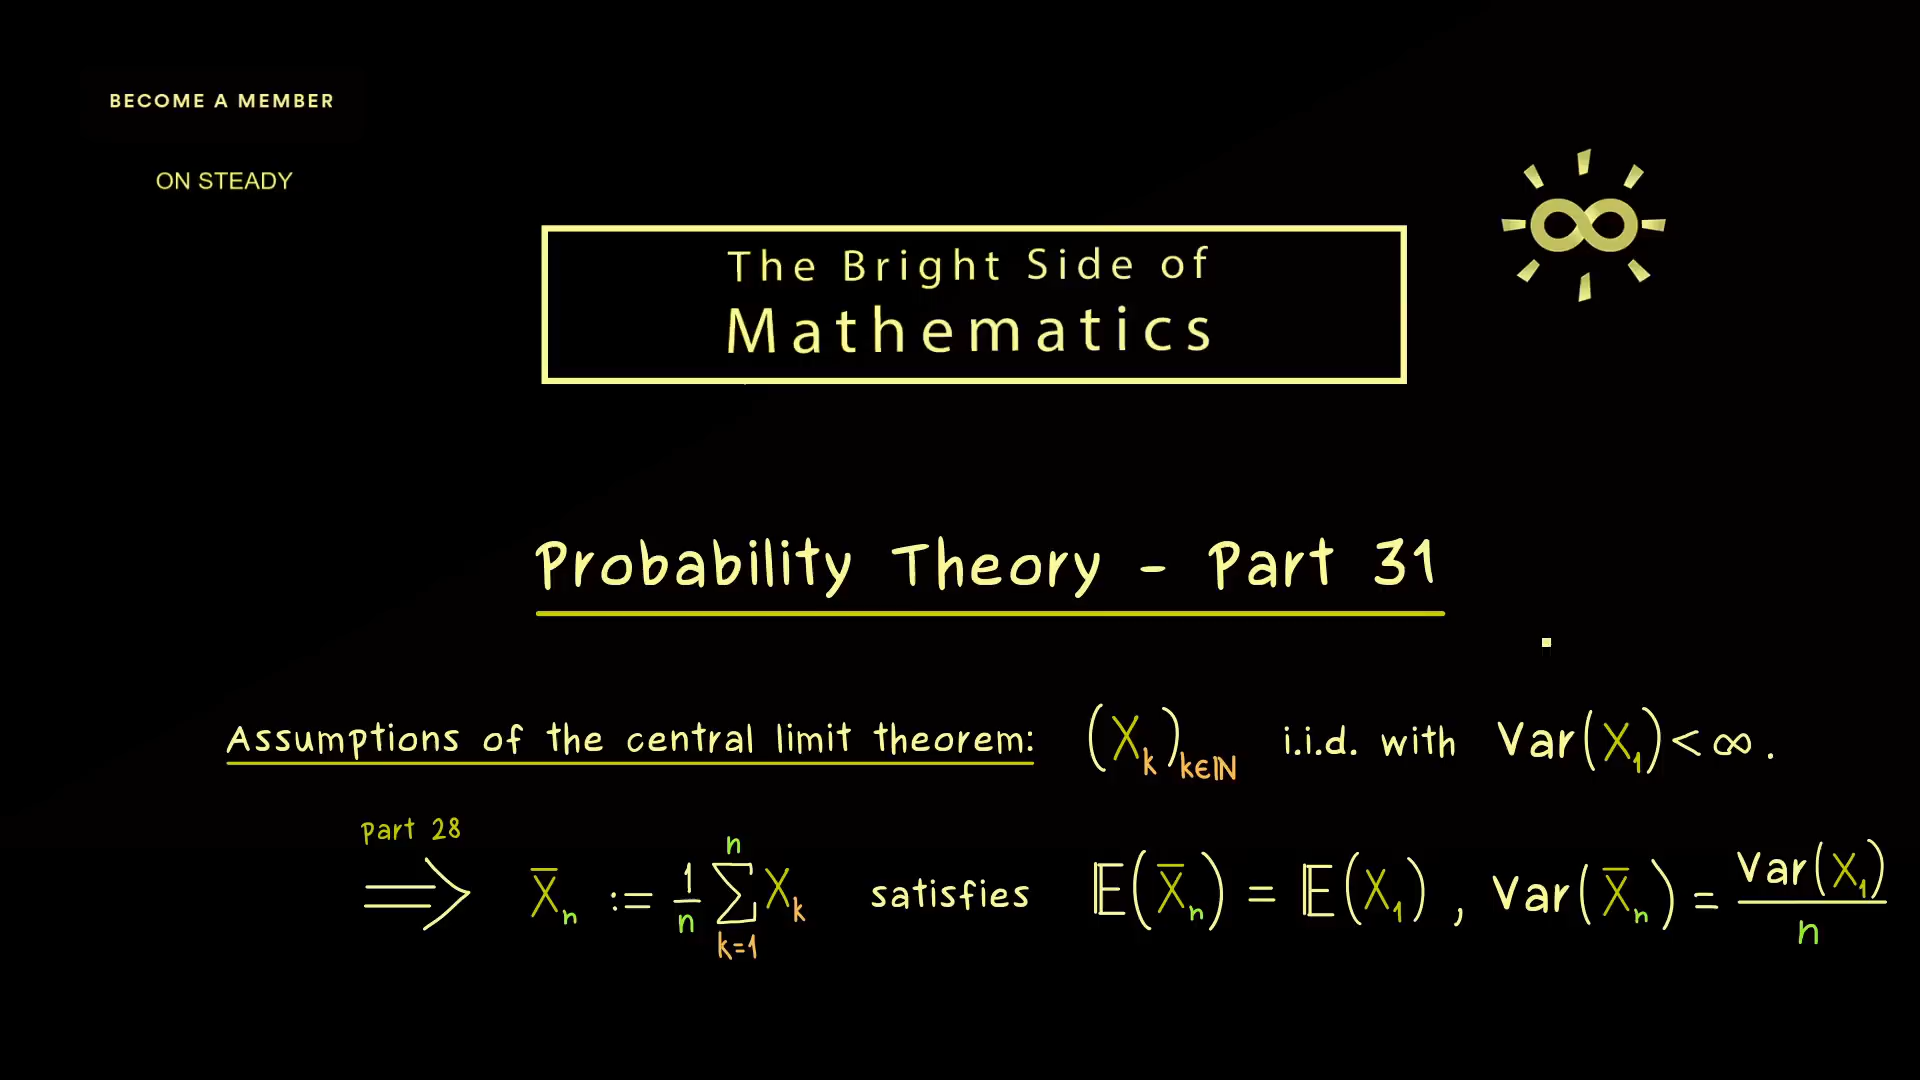 BECOME A MEMBER
ON STEADY
The Bright Side of
Mathematics
Probability Theory - Part 31
Assumptions of the central limit theorem: (X_k)_{k∈ℕ} i.i.d. with Var(X_1) < ∞ .
Part 28
⟹ X̄_n := 1/n ∑_{k=1}^{n} X_k satisfies 𝔼(X̄_n) = 𝔼(X_1) , Var(X̄_n) = Var(X_1)/n